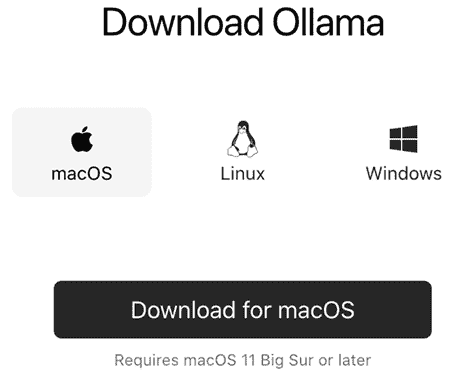 Download Ollama
macOS
Linux
Windows
Download for macOS
Requires macOS 11 Big Sur or later